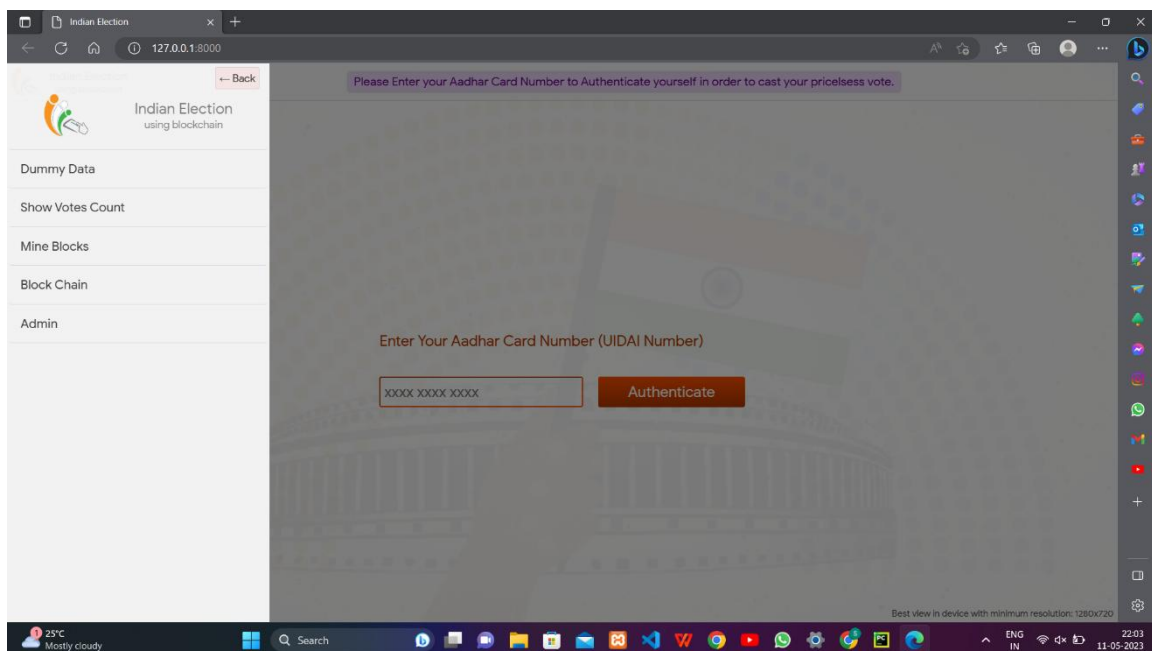 Indian Election
127.0.0.1:8000
← Back
Indian Election
using blockchain
Dummy Data
Show Votes Count
Mine Blocks
Block Chain
Admin
Please Enter your Aadhar Card Number to Authenticate yourself in order to cast your pricelsess vote.
Enter Your Aadhar Card Number (UIDAI Number)
xxxx xxxx xxxx
Authenticate
Best view in device with minimum resolution: 1280x720
1
25°C
Mostly cloudy
Search
ENG
IN
22:03
11-05-2023